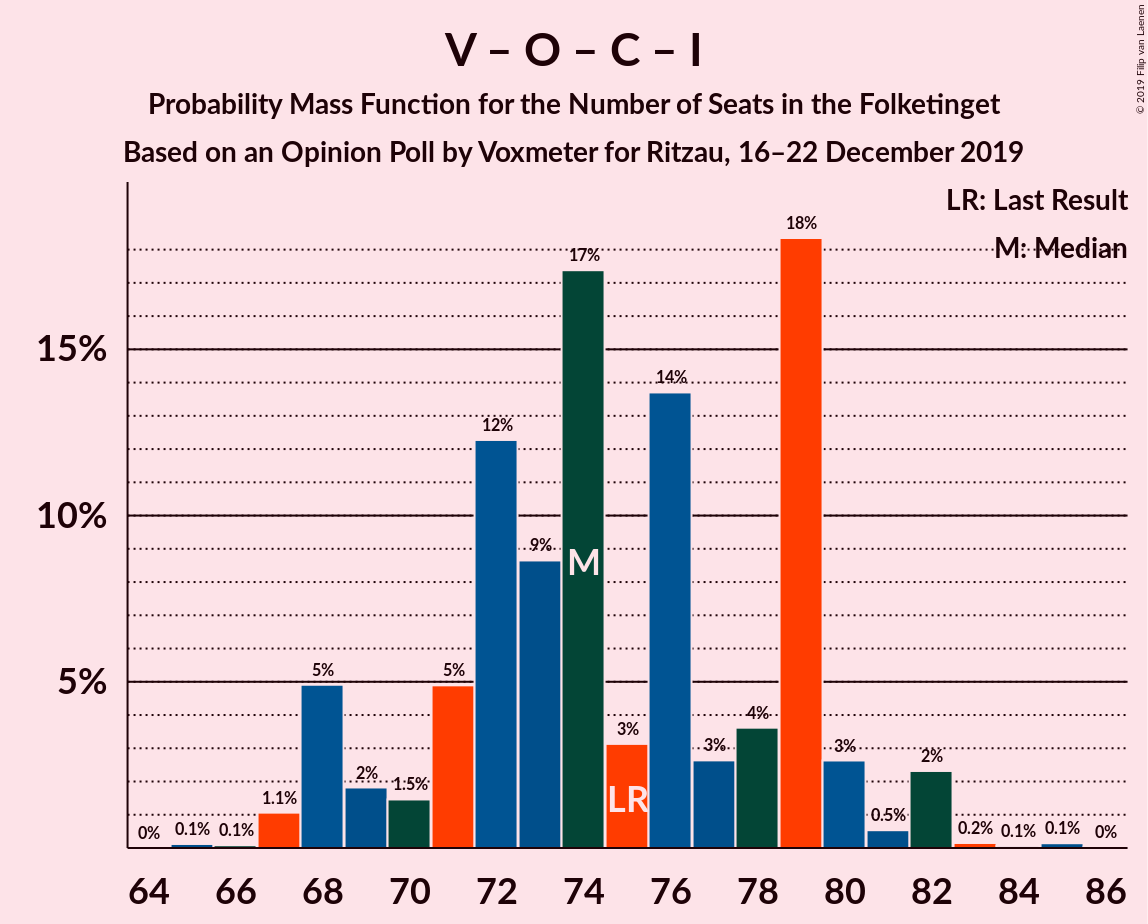 V – O – C – I
Probability Mass Function for the Number of Seats in the Folketinget
Based on an Opinion Poll by Voxmeter for Ritzau, 16–22 December 2019
© 2019 Filip van Laenen
LR: Last Result
M: Median
15%
10%
5%
0%
0.1%
0.1%
1.1%
5%
2%
1.5%
5%
12%
9%
17%
3%
14%
3%
4%
18%
3%
0.5%
2%
0.2%
0.1%
0.1%
0%
M
LR
64 66 68 70 72 74 76 78 80 82 84 86